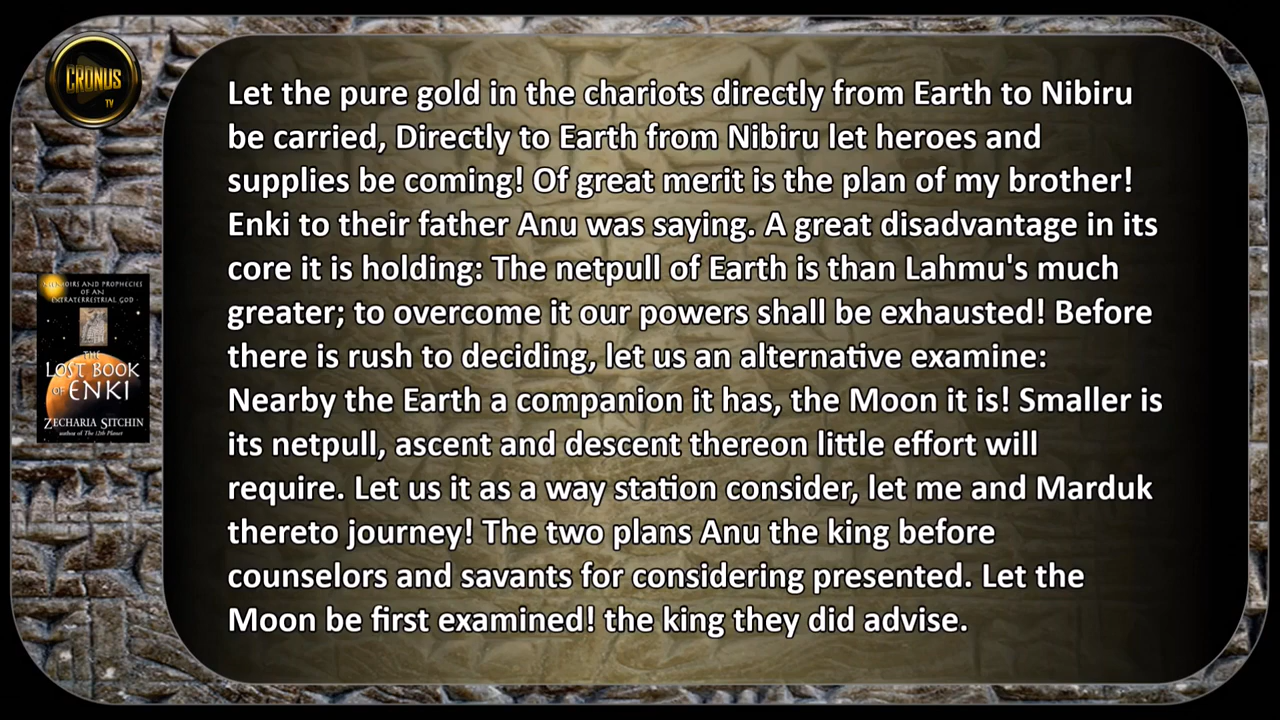 CRONUS
TV
Let the pure gold in the chariots directly from Earth to Nibiru
be carried, Directly to Earth from Nibiru let heroes and
supplies be coming! Of great merit is the plan of my brother!
Enki to their father Anu was saying. A great disadvantage in its
core it is holding: The netpull of Earth is than Lahmu's much
greater; to overcome it our powers shall be exhausted! Before
there is rush to deciding, let us an alternative examine:
Nearby the Earth a companion it has, the Moon it is! Smaller is
its netpull, ascent and descent thereon little effort will
require. Let us it as a way station consider, let me and Marduk
thereto journey! The two plans Anu the king before
counselors and savants for considering presented. Let the
Moon be first examined! the king they did advise.
MEMOIRS AND PROPHECIES
OF AN
EXTRATERRESTRIAL GOD
THE
LOST BOOK
OF ENKI
ZECHARIA SITCHIN
author of The 12th Planet